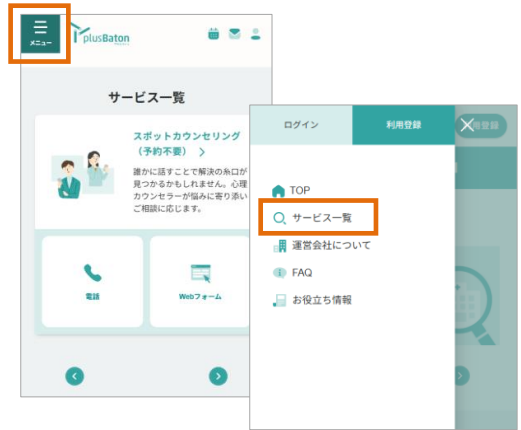 メニュー
plusBaton
サービス一覧
スポットカウンセリング
（予約不要） 〉
誰かに話すことで解決の糸口が
見つかるかもしれません。心理
カウンセラーが悩みに寄り添い
ご相談に応じます。
電話
Webフォーム
ログイン
利用登録
TOP
サービス一覧
運営会社について
FAQ
お役立ち情報